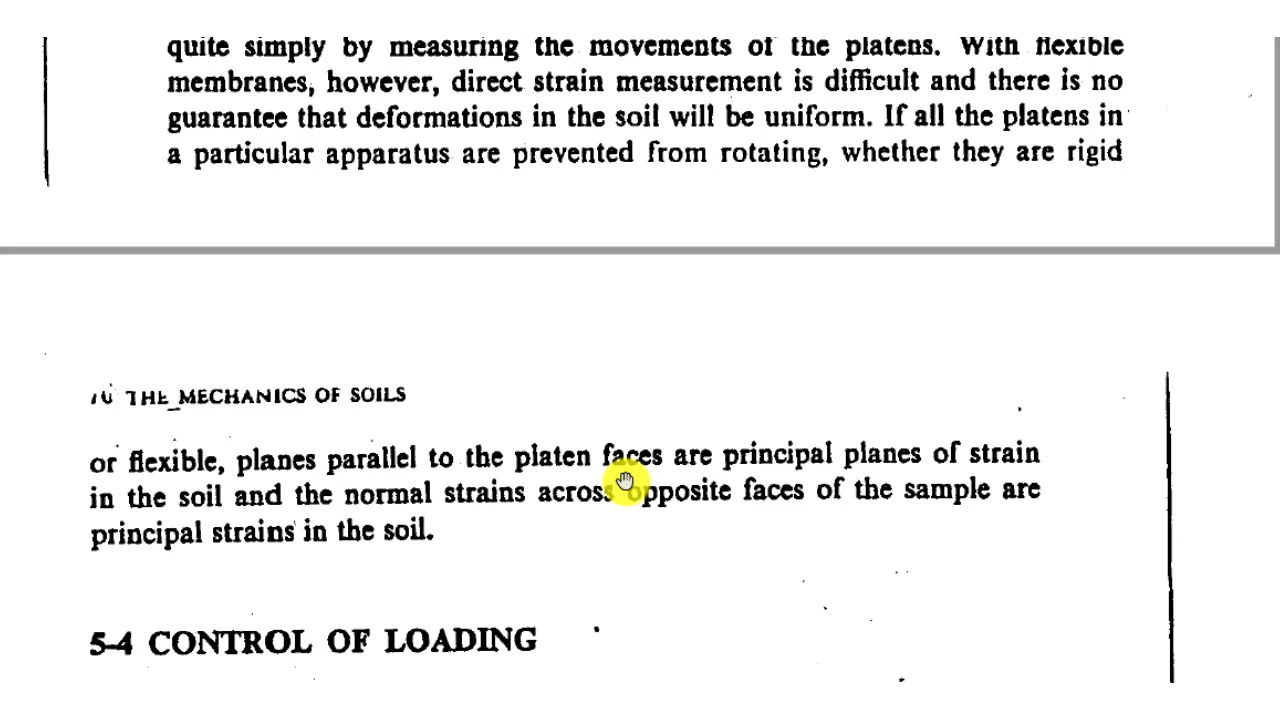 quite simply by measuring the movements of the platens. With flexible
membranes, however, direct strain measurement is difficult and there is no
guarantee that deformations in the soil will be uniform. If all the platens in
a particular apparatus are prevented from rotating, whether they are rigid
THE MECHANICS OF SOILS
or flexible, planes parallel to the platen faces are principal planes of strain
in the soil and the normal strains across opposite faces of the sample are
principal strains in the soil.
5-4 CONTROL OF LOADING